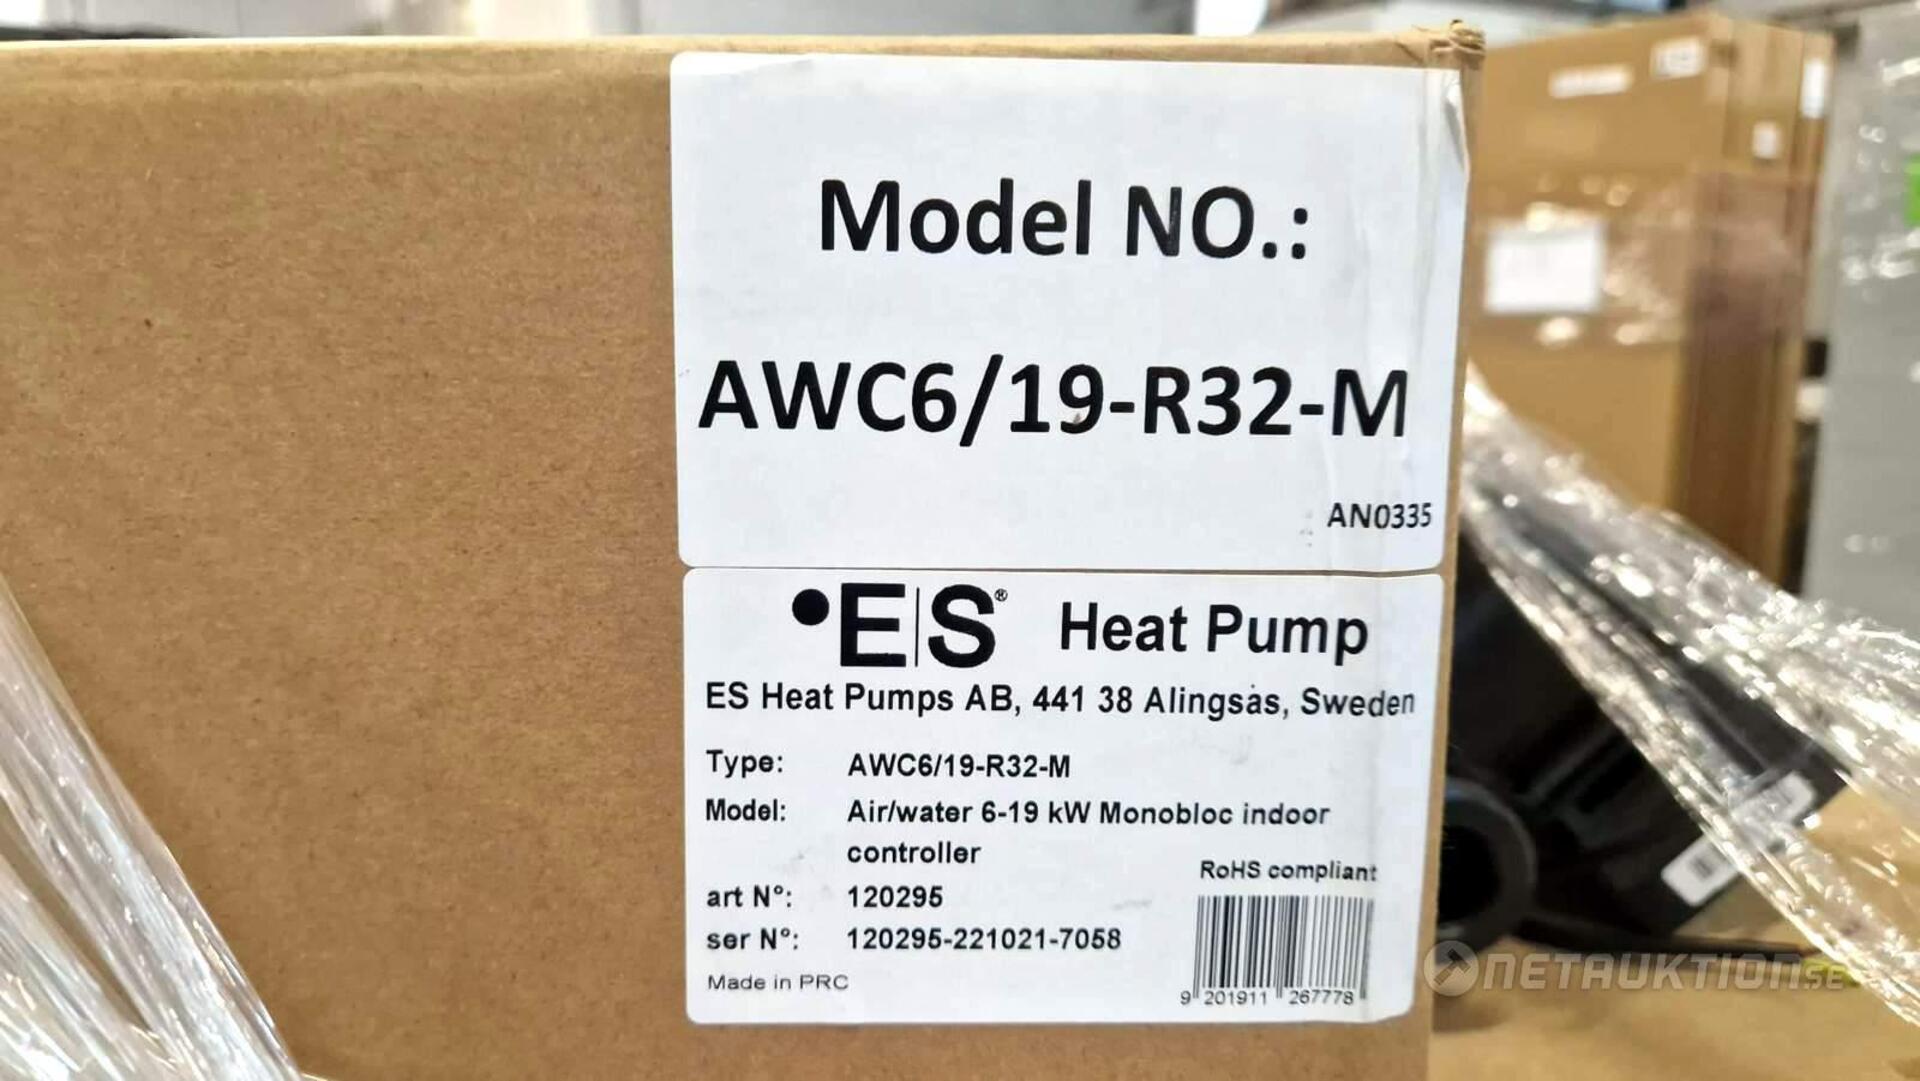 Model NO.:
AWC6/19-R32-M
AN0335
•E|S® Heat Pump
ES Heat Pumps AB, 441 38 Alingsås, Sweden
Type: AWC6/19-R32-M
Model: Air/water 6-19 kW Monobloc indoor
controller
RoHS compliant
art N°: 120295
ser N°: 120295-221021-7058
Made in PRC
9 201911 267778
NETAUKTION.SE